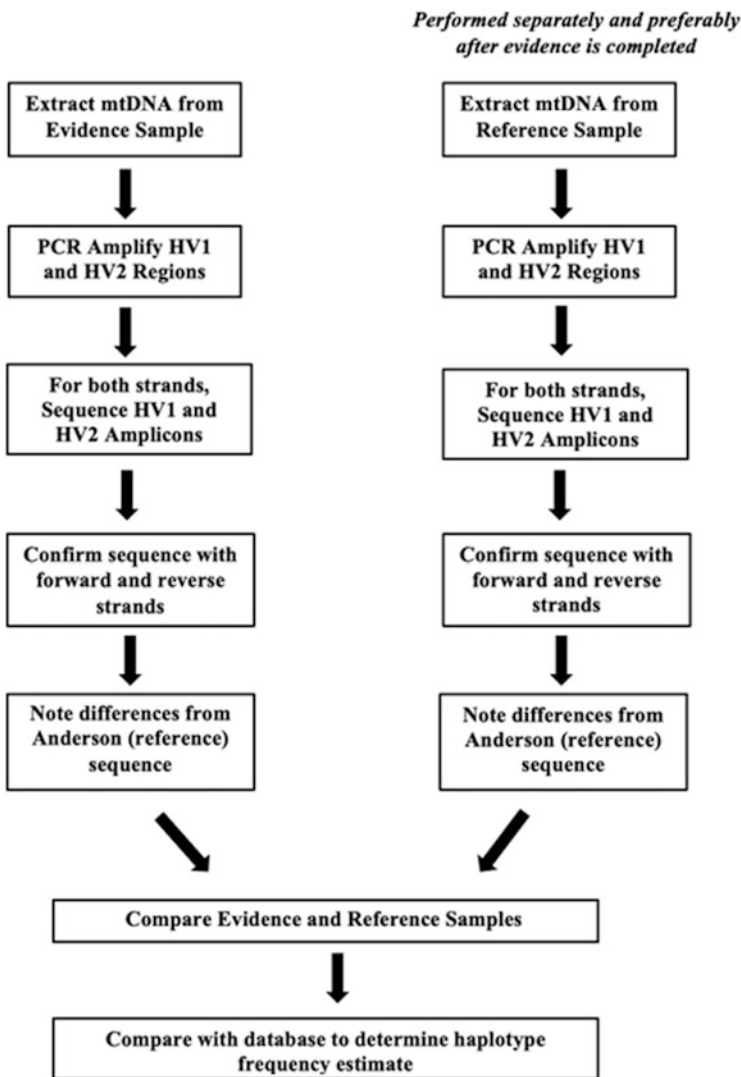 Performed separately and preferably
after evidence is completed
Extract mtDNA from
Evidence Sample
PCR Amplify HV1
and HV2 Regions
For both strands,
Sequence HV1 and
HV2 Amplicons
Confirm sequence with
forward and reverse
strands
Note differences from
Anderson (reference)
sequence
Extract mtDNA from
Reference Sample
PCR Amplify HV1
and HV2 Regions
For both strands,
Sequence HV1 and
HV2 Amplicons
Confirm sequence with
forward and reverse
strands
Note differences from
Anderson (reference)
sequence
Compare Evidence and Reference Samples
Compare with database to determine haplotype
frequency estimate